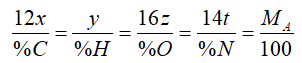 12x/%C = y/%H = 16z/%O = 14t/%N = M_A/100